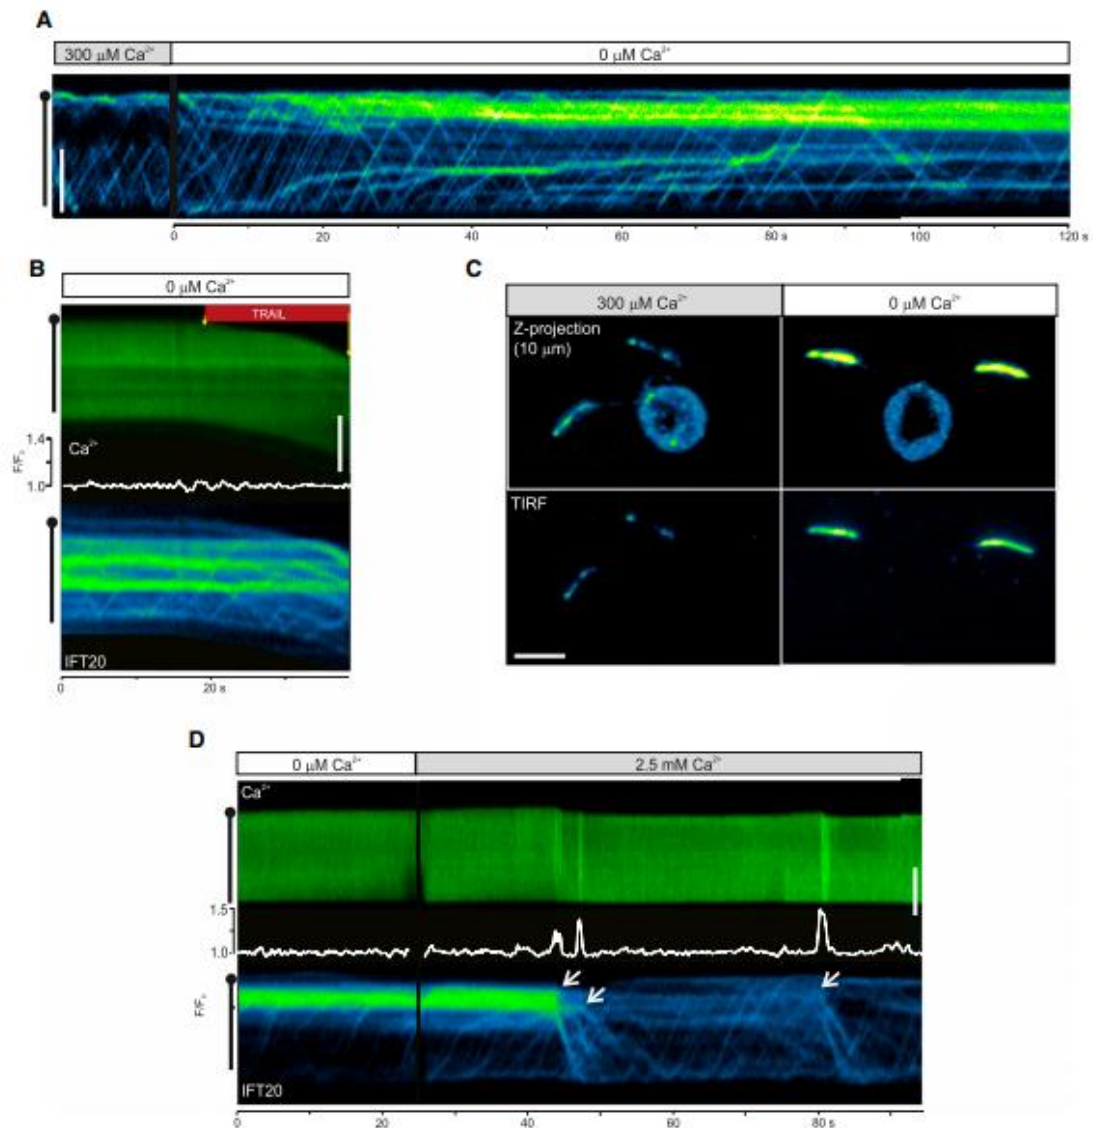 A
300 μM Ca²⁺ 0 μM Ca²⁺
0 20 40 60 80 s 100 120 s
B
0 μM Ca²⁺
TRAIL
1.4
Ca²⁺
F/F₀
1.0
IFT20
0 20 s
C
300 μM Ca²⁺ 0 μM Ca²⁺
Z-projection
(10 μm)
TIRF
D
0 μM Ca²⁺ 2.5 mM Ca²⁺
Ca²⁺
1.5
1.0
F/F₀
IFT20
0 20 40 60 80 s